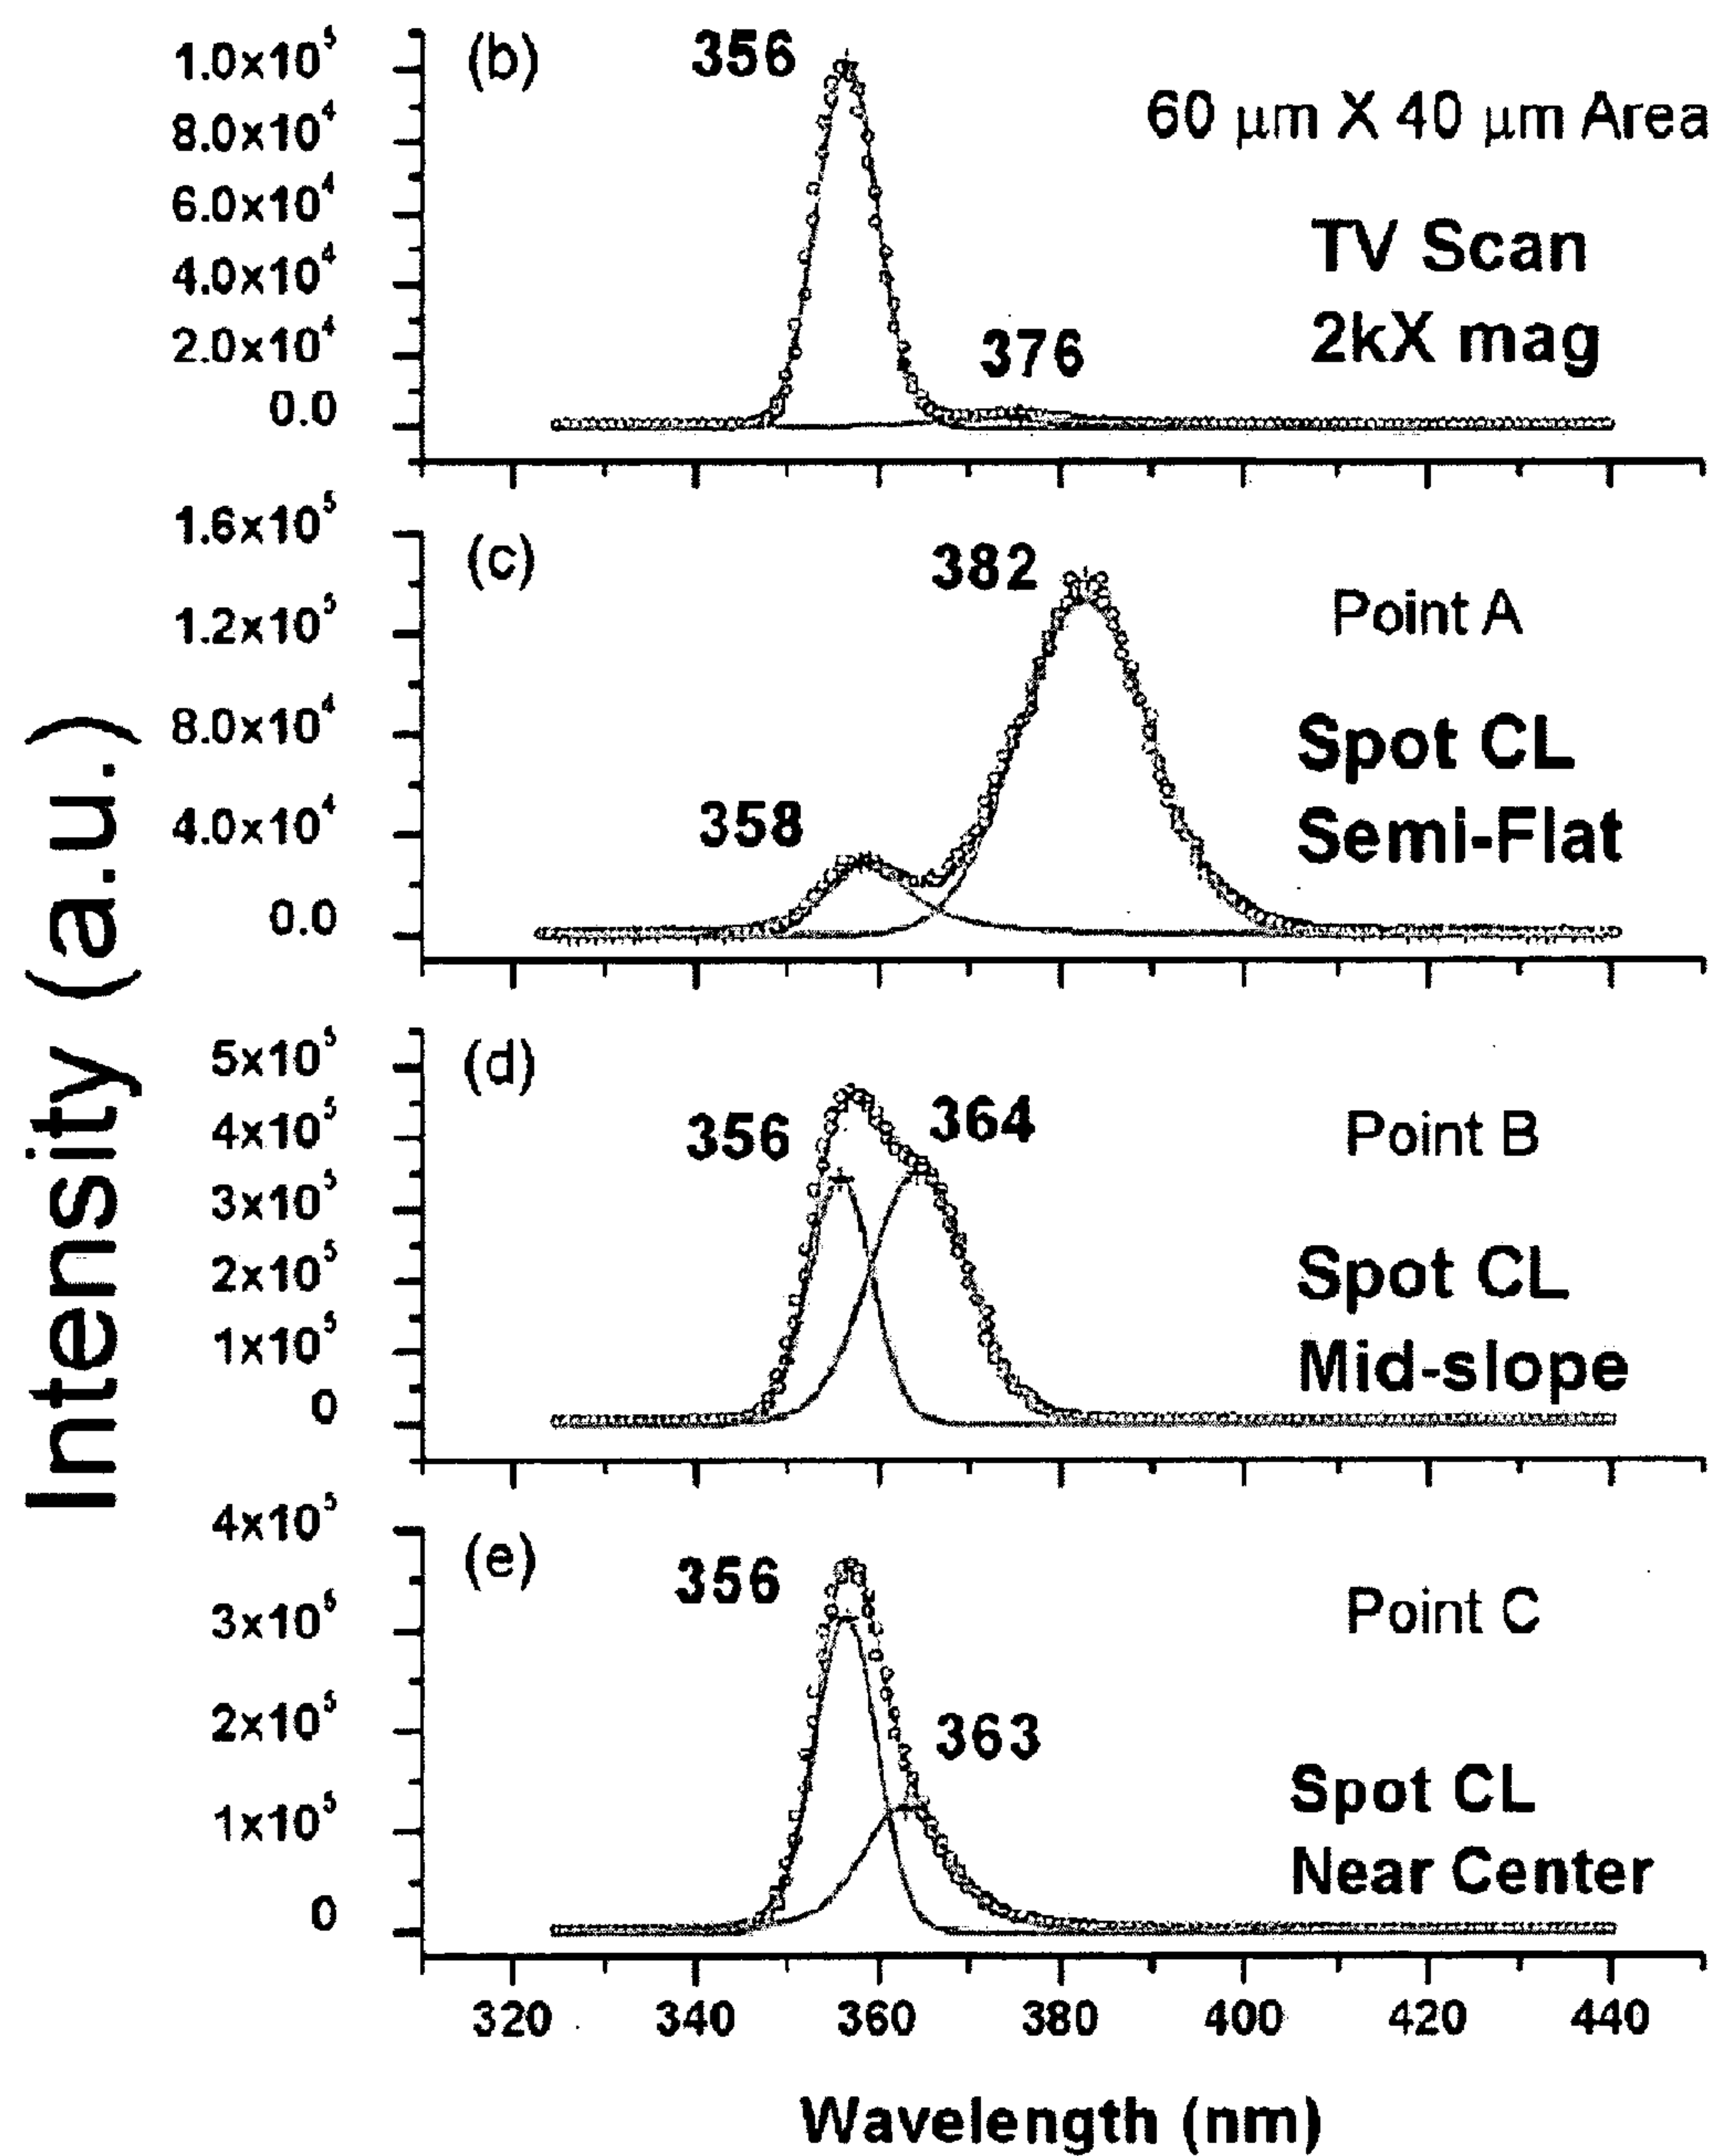 Intensity (a.u.)
(b)
1.0x10⁵
8.0x10⁴
6.0x10⁴
4.0x10⁴
2.0x10⁴
0.0
356
376
60 μm X 40 μm Area
TV Scan
2kX mag
(c)
1.6x10⁵
1.2x10⁵
8.0x10⁴
4.0x10⁴
0.0
358
382
Point A
Spot CL
Semi-Flat
(d)
5x10⁵
4x10⁵
3x10⁵
2x10⁵
1x10⁵
0
356
364
Point B
Spot CL
Mid-slope
(e)
4x10⁵
3x10⁵
2x10⁵
1x10⁵
0
356
363
Point C
Spot CL
Near Center
320 340 360 380 400 420 440
Wavelength (nm)